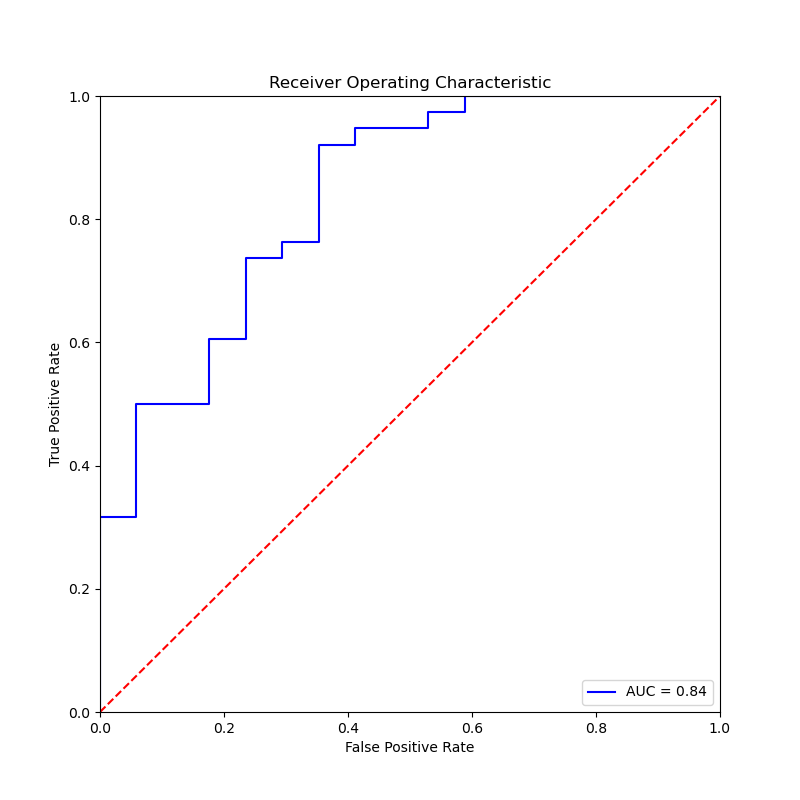 Receiver Operating Characteristic
1.0
0.8
0.6
0.4
0.2
0.0
True Positive Rate
AUC = 0.84
0.0 0.2 0.4 0.6 0.8 1.0
False Positive Rate